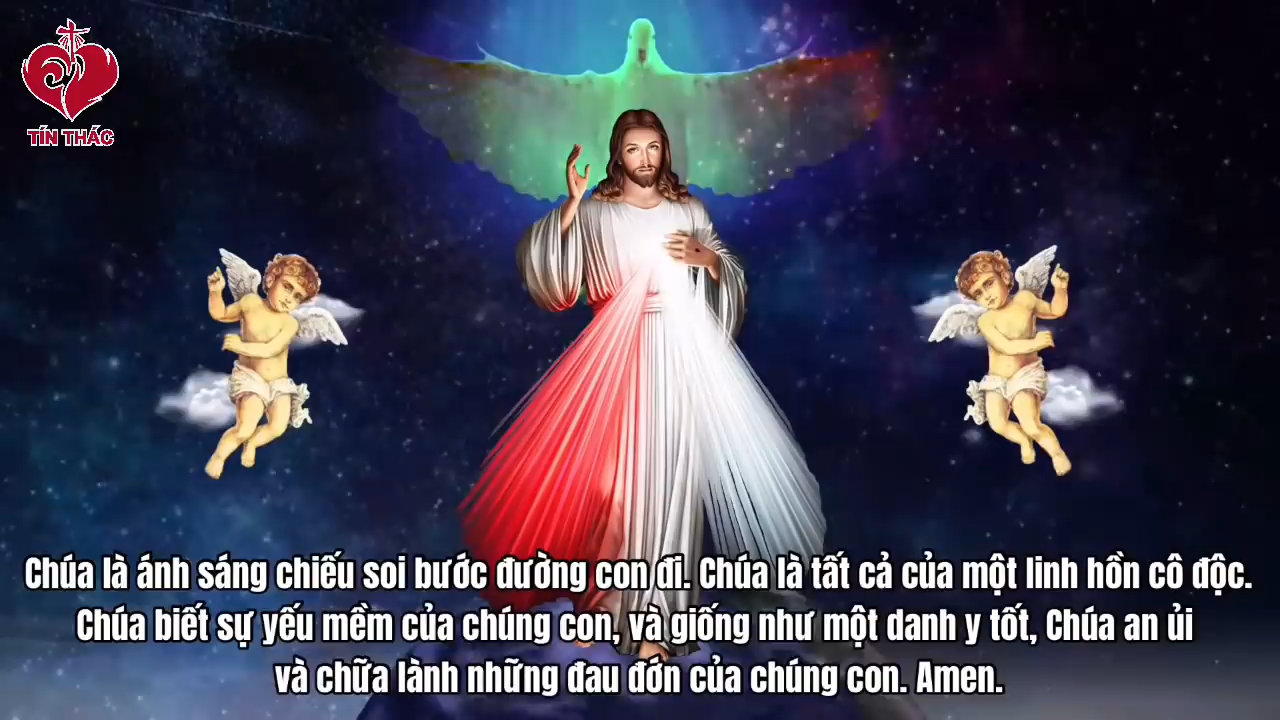 TÍN THÁC
Chúa là ánh sáng chiếu soi bước đường con đi. Chúa là tất cả của một linh hồn cô độc.
Chúa biết sự yếu mềm của chúng con, và giống như một danh y tốt, Chúa an ủi
và chữa lành những đau đớn của chúng con. Amen.